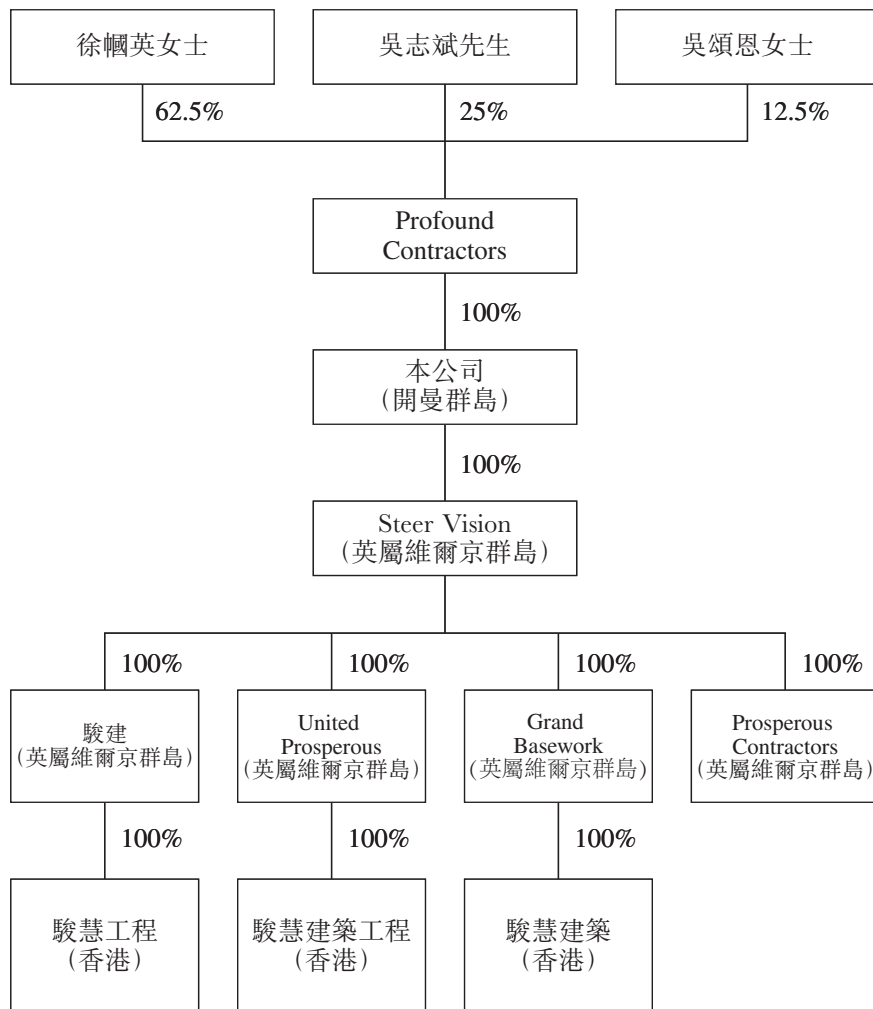 徐幗英女士
吳志斌先生
吳頌恩女士
62.5%
25%
12.5%
Profound
Contractors
100%
本公司
(開曼群島)
100%
Steer Vision
(英屬維爾京群島)
100%
100%
100%
100%
駿建
(英屬維爾京群島)
United
Prosperous
(英屬維爾京群島)
Grand
Basework
(英屬維爾京群島)
Prosperous
Contractors
(英屬維爾京群島)
100%
100%
100%
駿慧工程
(香港)
駿慧建築工程
(香港)
駿慧建築
(香港)